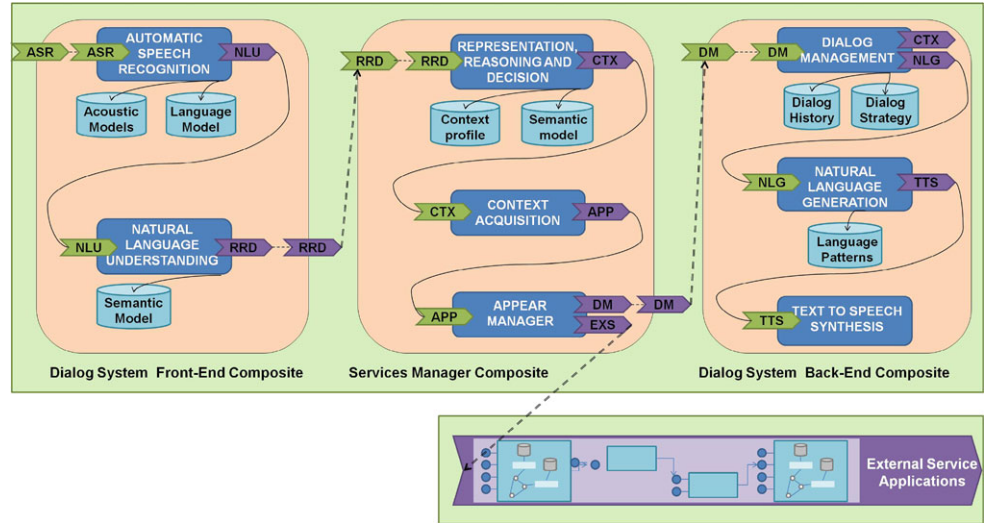 ASR
ASR
AUTOMATIC
SPEECH
RECOGNITION
NLU
Acoustic
Models
Language
Model
NLU
NATURAL
LANGUAGE
UNDERSTANDING
RRD
RRD
Semantic
Model
Dialog System Front-End Composite
RRD
RRD
REPRESENTATION,
REASONING AND
DECISION
CTX
Context
profile
Semantic
model
CTX
CONTEXT
ACQUISITION
APP
APP
APPEAR
MANAGER
DM
DM
EXS
Services Manager Composite
DM
DM
DIALOG
MANAGEMENT
CTX
NLG
Dialog
History
Dialog
Strategy
NLG
NATURAL
LANGUAGE
GENERATION
TTS
Language
Patterns
TTS
TEXT TO SPEECH
SYNTHESIS
Dialog System Back-End Composite
External Service
Applications